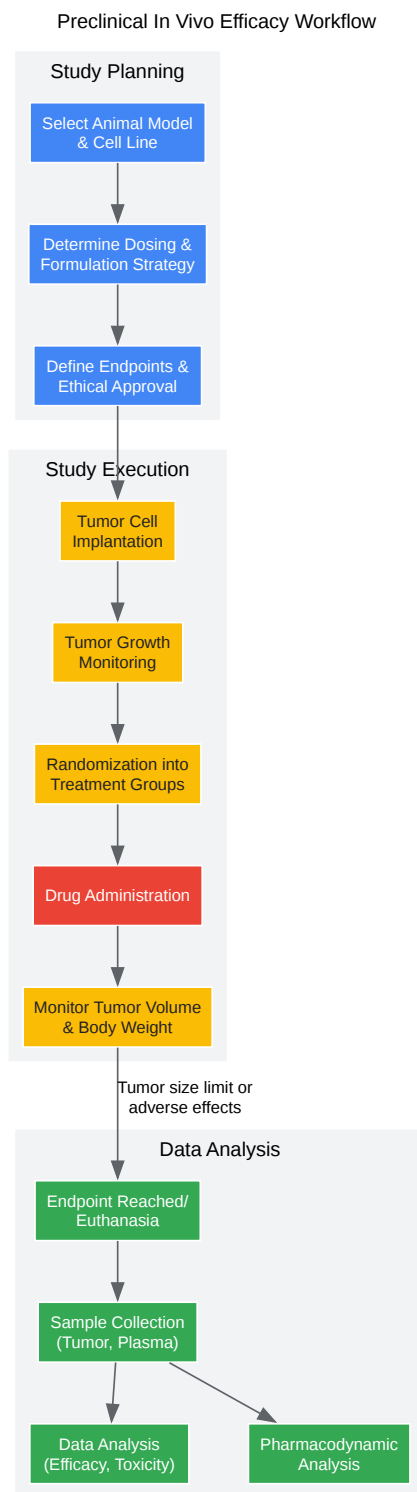 Preclinical In Vivo Efficacy Workflow
Study Planning
Select Animal Model
& Cell Line
Determine Dosing &
Formulation Strategy
Define Endpoints &
Ethical Approval
Study Execution
Tumor Cell
Implantation
Tumor Growth
Monitoring
Randomization into
Treatment Groups
Drug Administration
Monitor Tumor Volume
& Body Weight
Tumor size limit or
adverse effects
Data Analysis
Endpoint Reached/
Euthanasia
Sample Collection
(Tumor, Plasma)
Data Analysis
(Efficacy, Toxicity)
Pharmacodynamic
Analysis